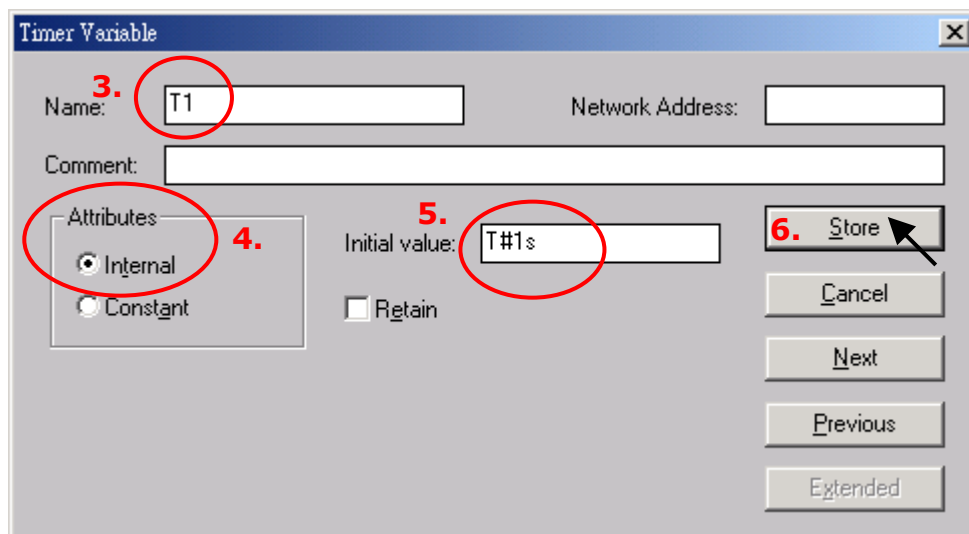 Timer Variable
3.
Name: T1 Network Address:
Comment:
Attributes
4.
Internal
Constant
5.
Initial value: T#1s
Retain
6. Store
Cancel
Next
Previous
Extended